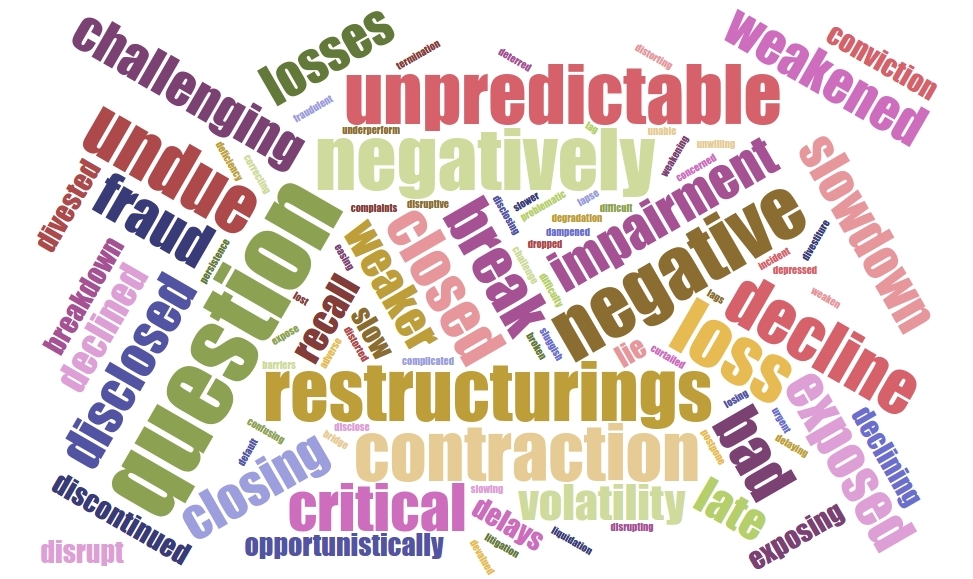 challenging
losses
termination
deterred
distorting
weakened
conviction
fraudulent
unpredictable
undue
underperform
lag
unable
unwilling
weakening
concerned
slowdown
deficiency
correcting
negatively
divested
fraud
persistence
question
complaints
disruptive
disclosing
slower
problematic
lapse
difficult
degradation
dampened
dropped
impairment
negative
incident
depressed
divestiture
weaken
breakdown
declined
disclosed
easing
weaker
closed
break
challenge
difficulty
lost
expose
recall
slow
distorted
adverse
barriers
complicated
broken
sluggish
lie
curtailed
lags
loss
decline
restructurings
confusing
default
closing
disclose
bridge
contraction
losing
bad
postpone
urgent
delaying
exposed
declining
discontinued
disrupt
critical
opportunistically
slowing
delays
volatility
disrupting
late
exposing
devalued
litigation
liquidation